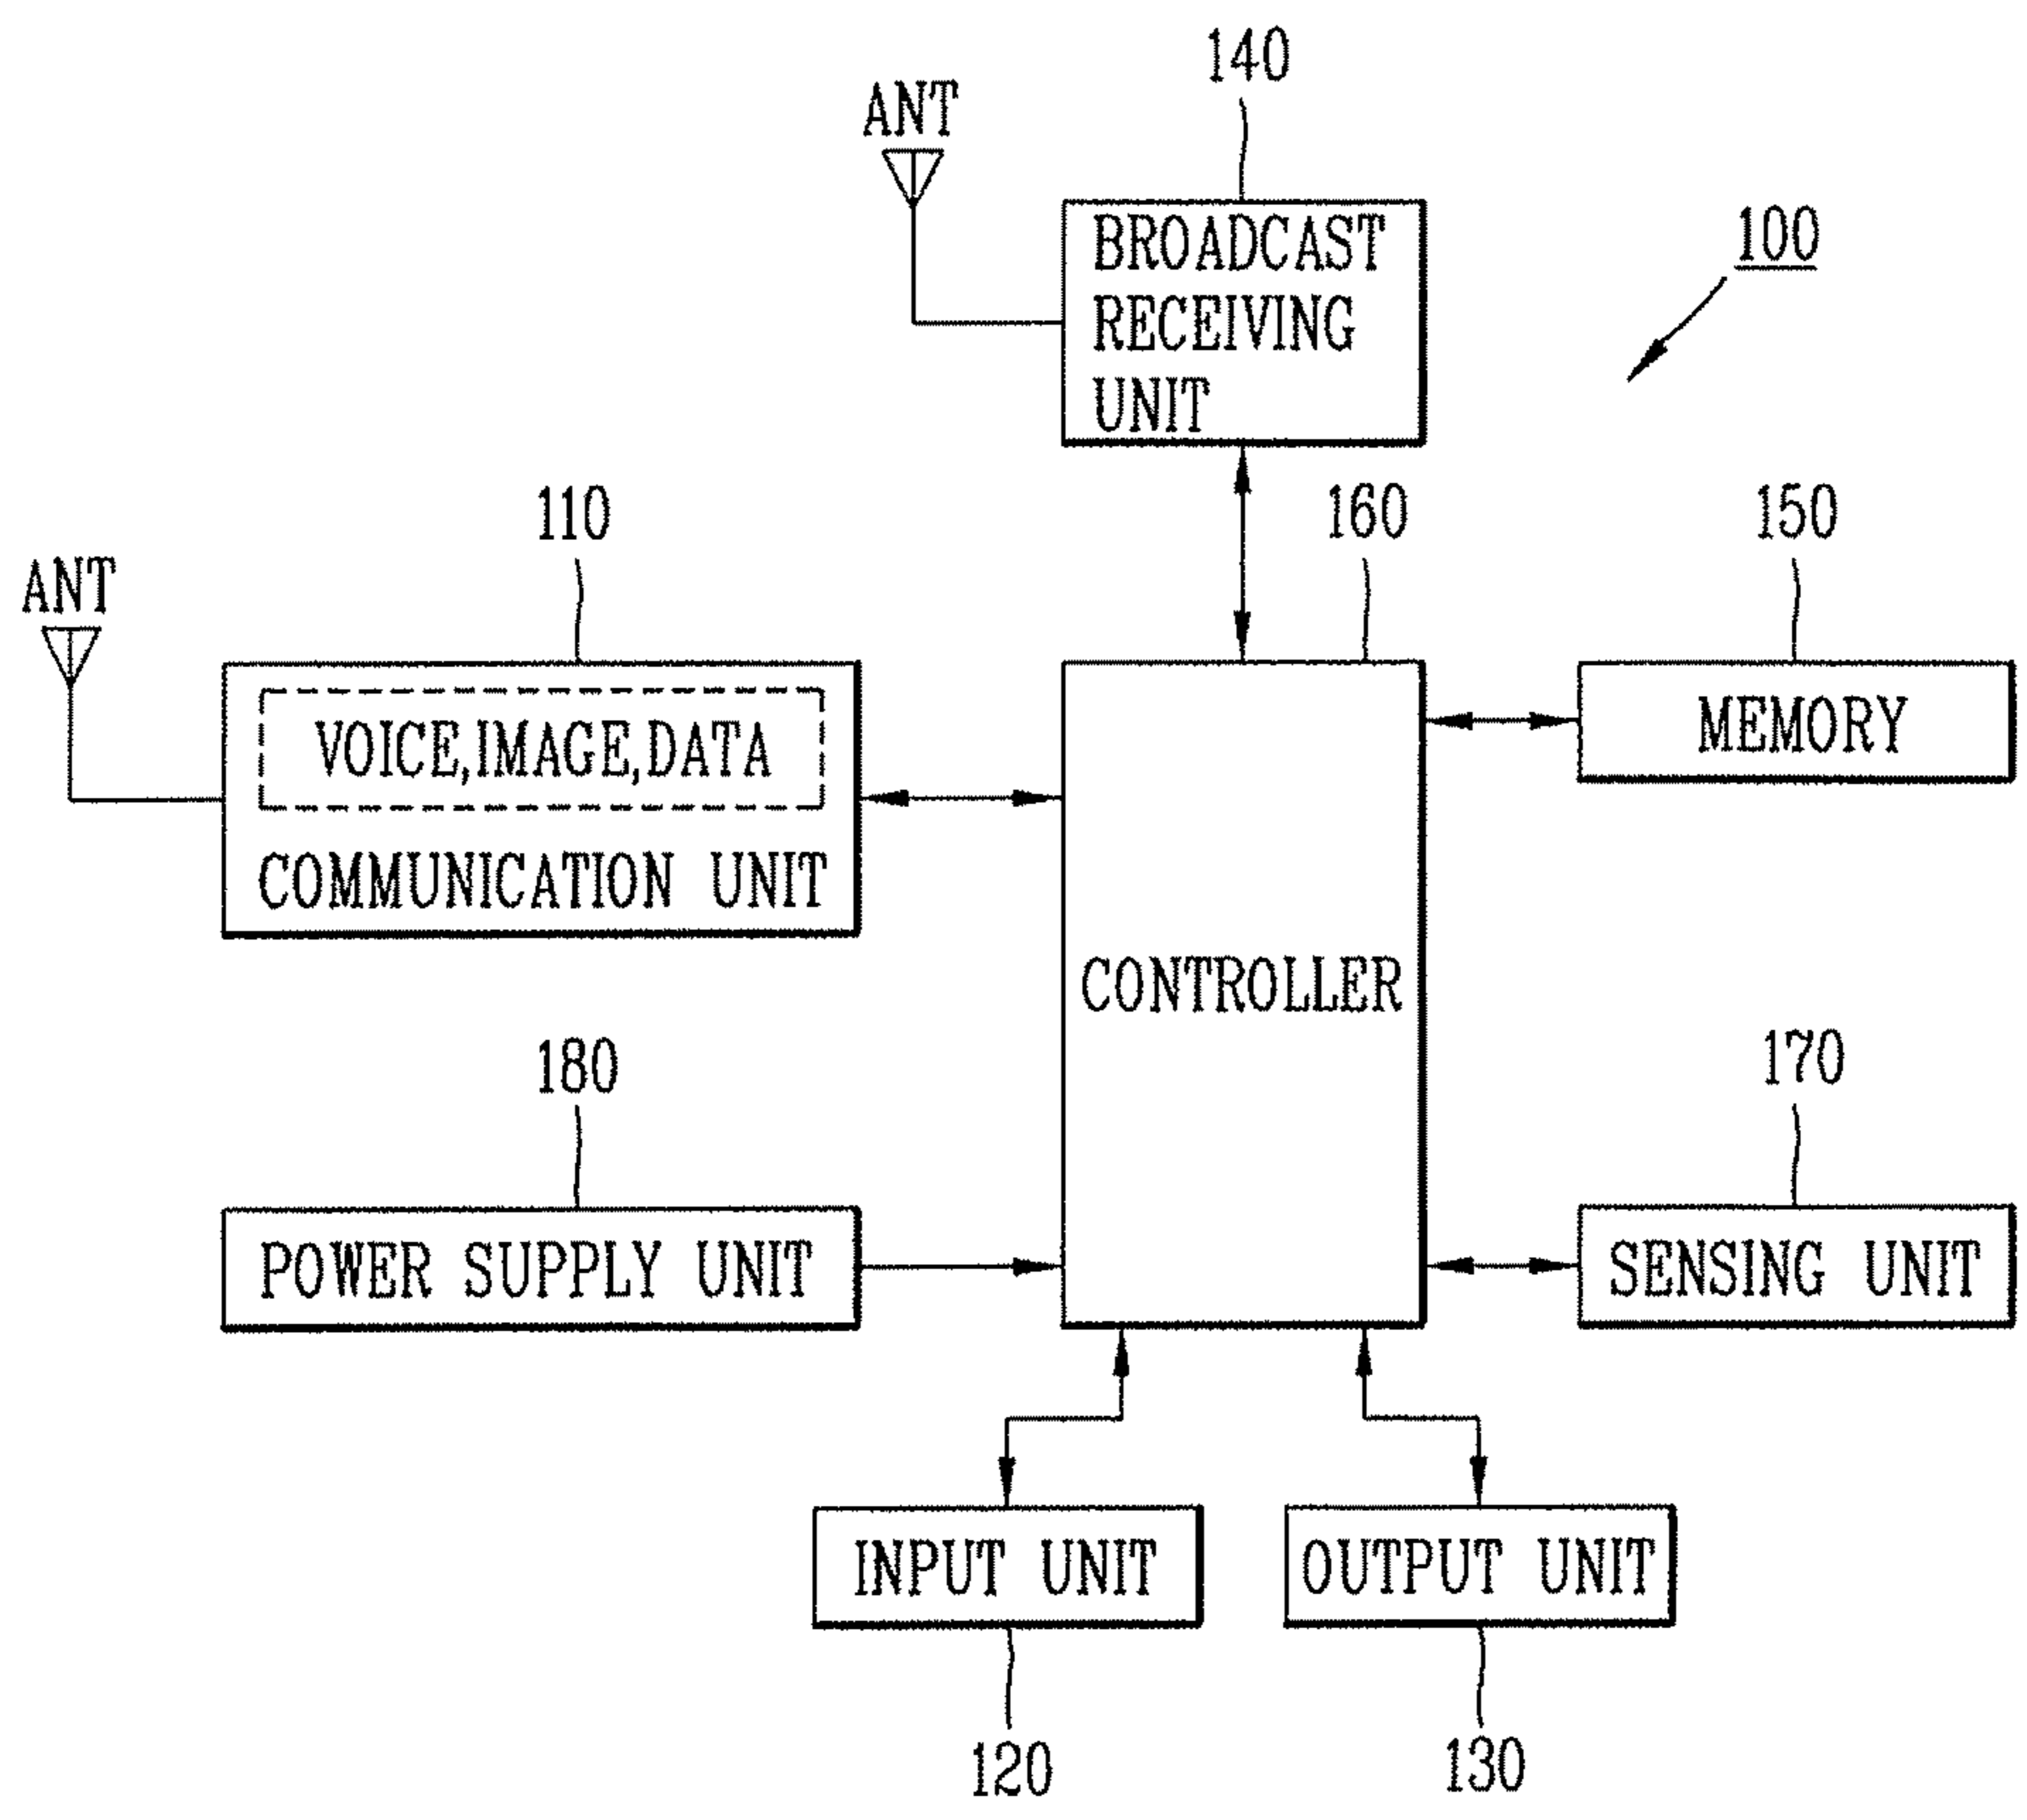 140
ANT
BROADCAST
RECEIVING
UNIT
100
110
160
150
ANT
VOICE,IMAGE,DATA
COMMUNICATION UNIT
MEMORY
CONTROLLER
180
170
POWER SUPPLY UNIT
SENSING UNIT
INPUT UNIT
OUTPUT UNIT
120
130